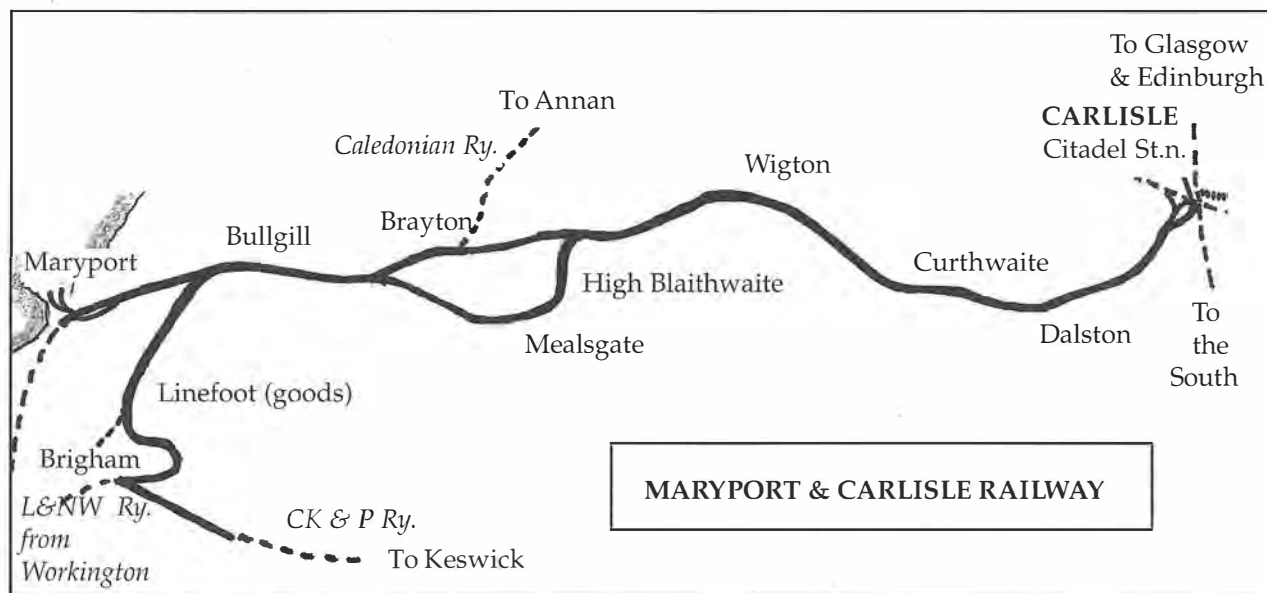 To Glasgow
& Edinburgh
CARLISLE
Citadel St.n.
To Annan
Caledonian Ry.
Wigton
Brayton
Bullgill
Maryport
High Blaithwaite
Curthwaite
Mealsgate
Dalston
To
the
South
Linefoot (goods)
Brigham
L&NW Ry.
from
Workington
CK & P Ry.
To Keswick
MARYPORT & CARLISLE RAILWAY